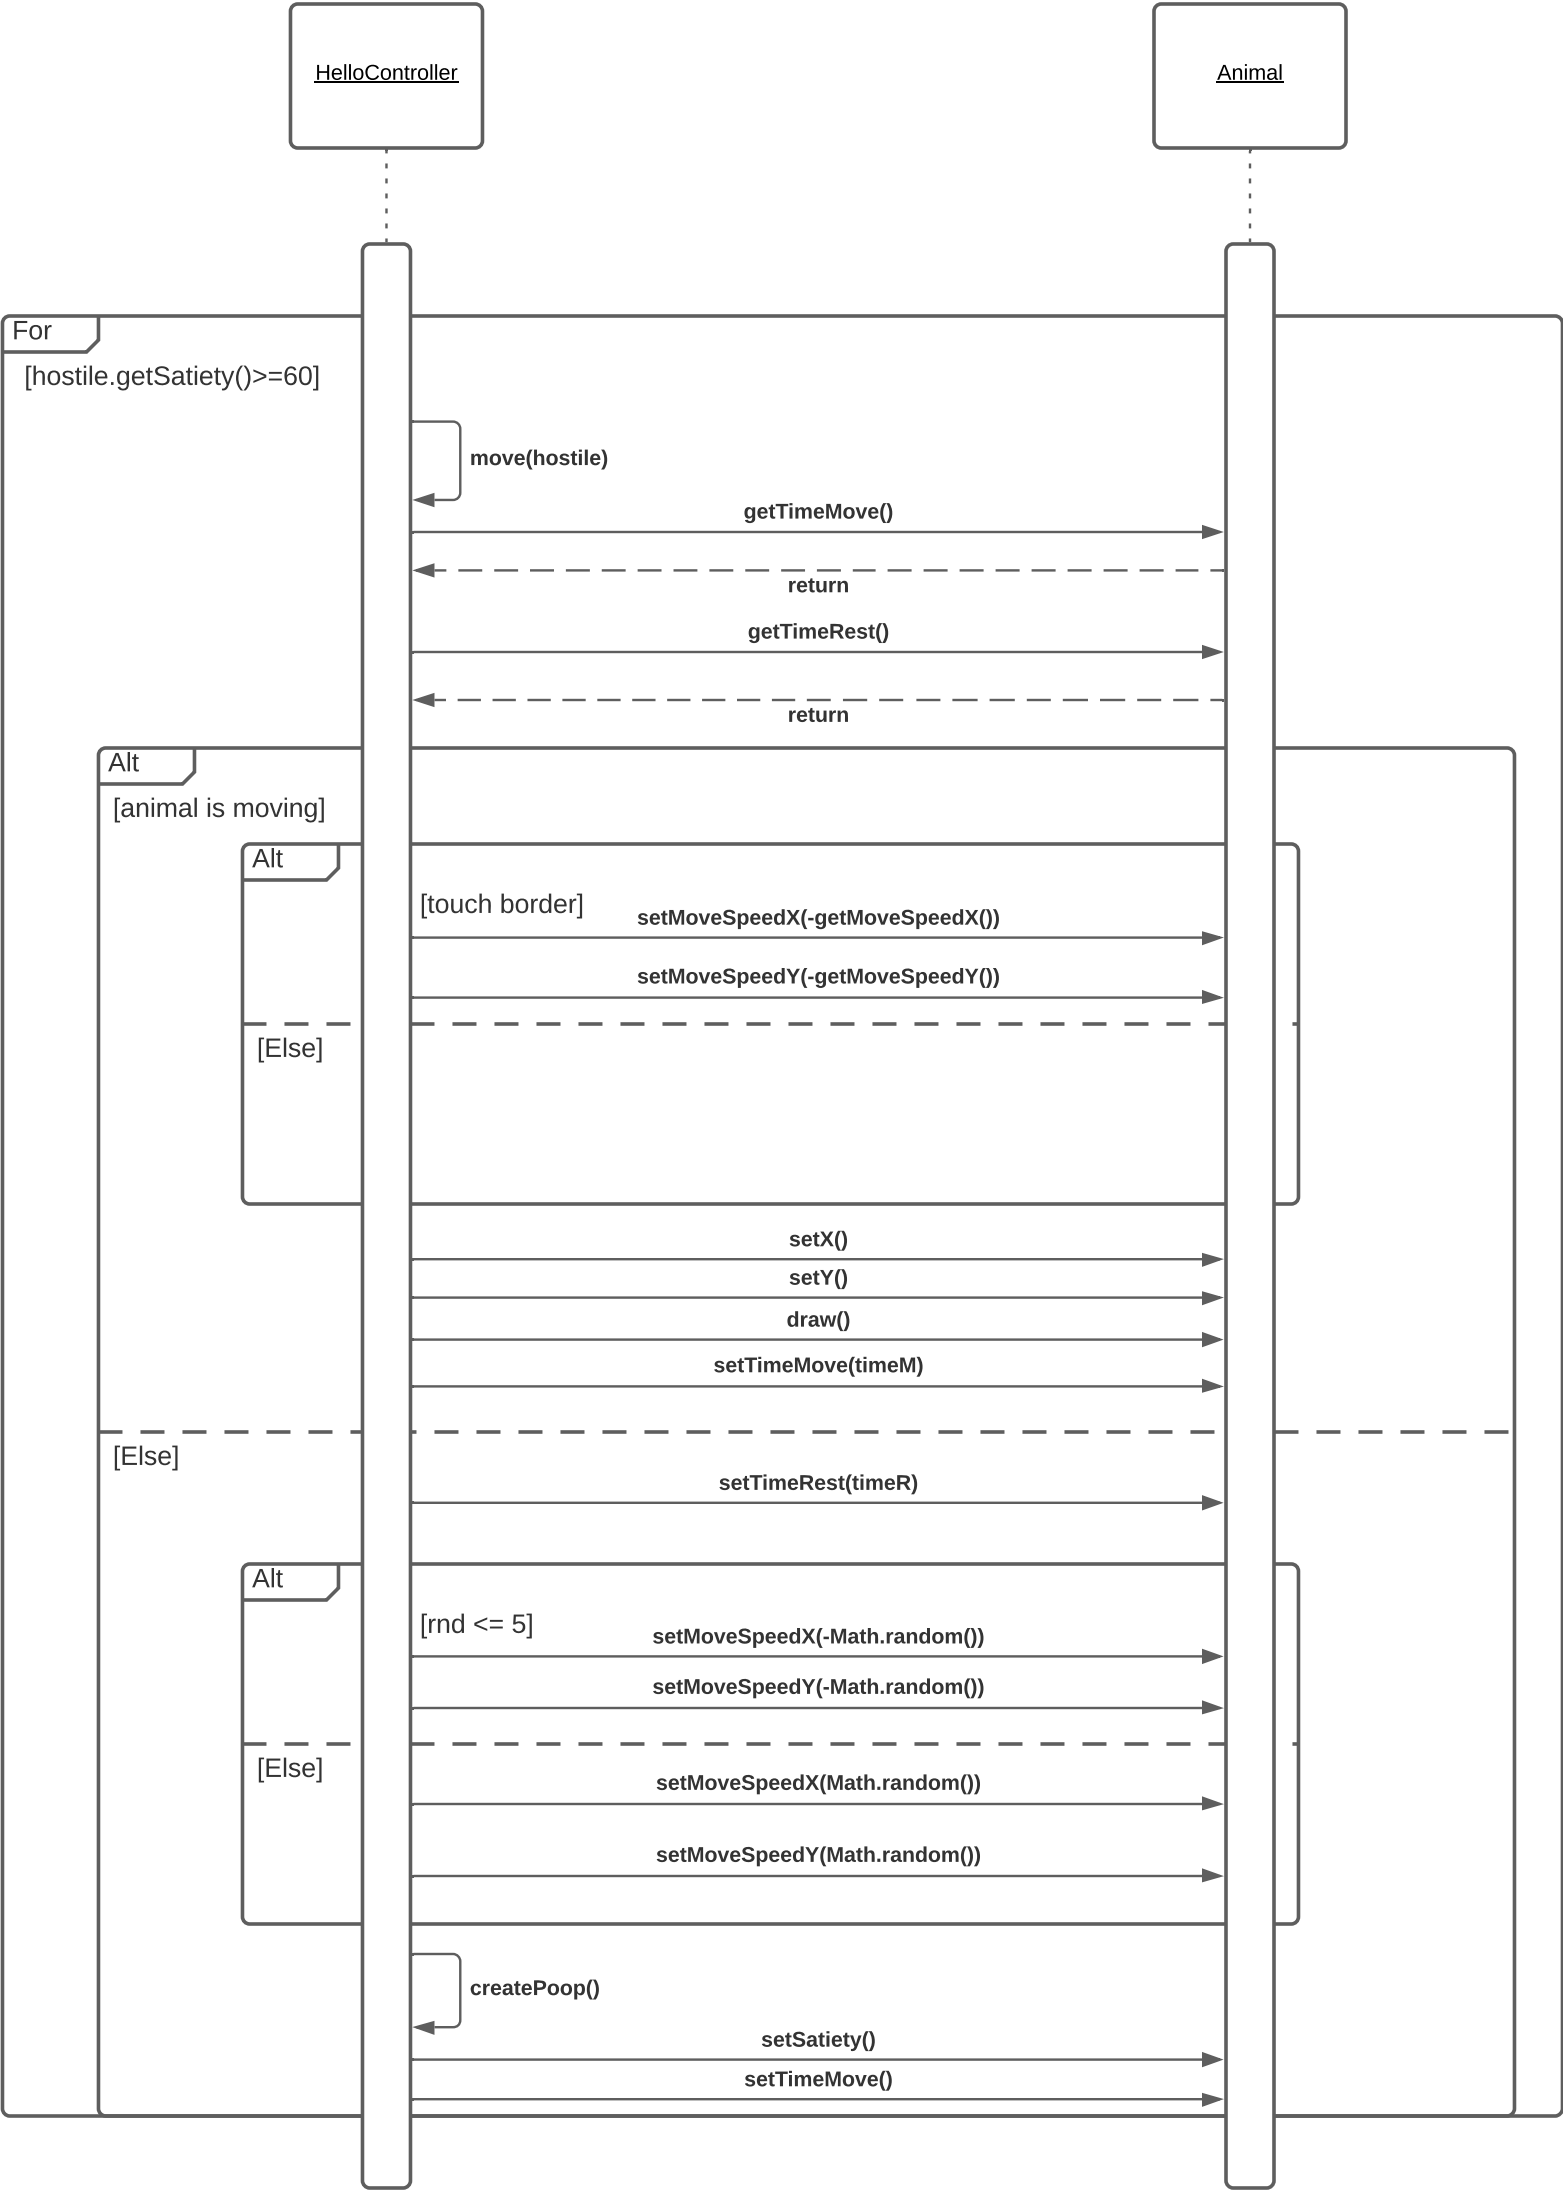 HelloController
Animal
For
[hostile.getSatiety()>=60]
move(hostile)
getTimeMove()
return
getTimeRest()
return
Alt
[animal is moving]
Alt
[touch border]
setMoveSpeedX(-getMoveSpeedX())
setMoveSpeedY(-getMoveSpeedY())
[Else]
setX()
setY()
draw()
setTimeMove(timeM)
[Else]
setTimeRest(timeR)
Alt
[rnd <= 5]
setMoveSpeedX(-Math.random())
setMoveSpeedY(-Math.random())
[Else]
setMoveSpeedX(Math.random())
setMoveSpeedY(Math.random())
createPoop()
setSatiety()
setTimeMove()